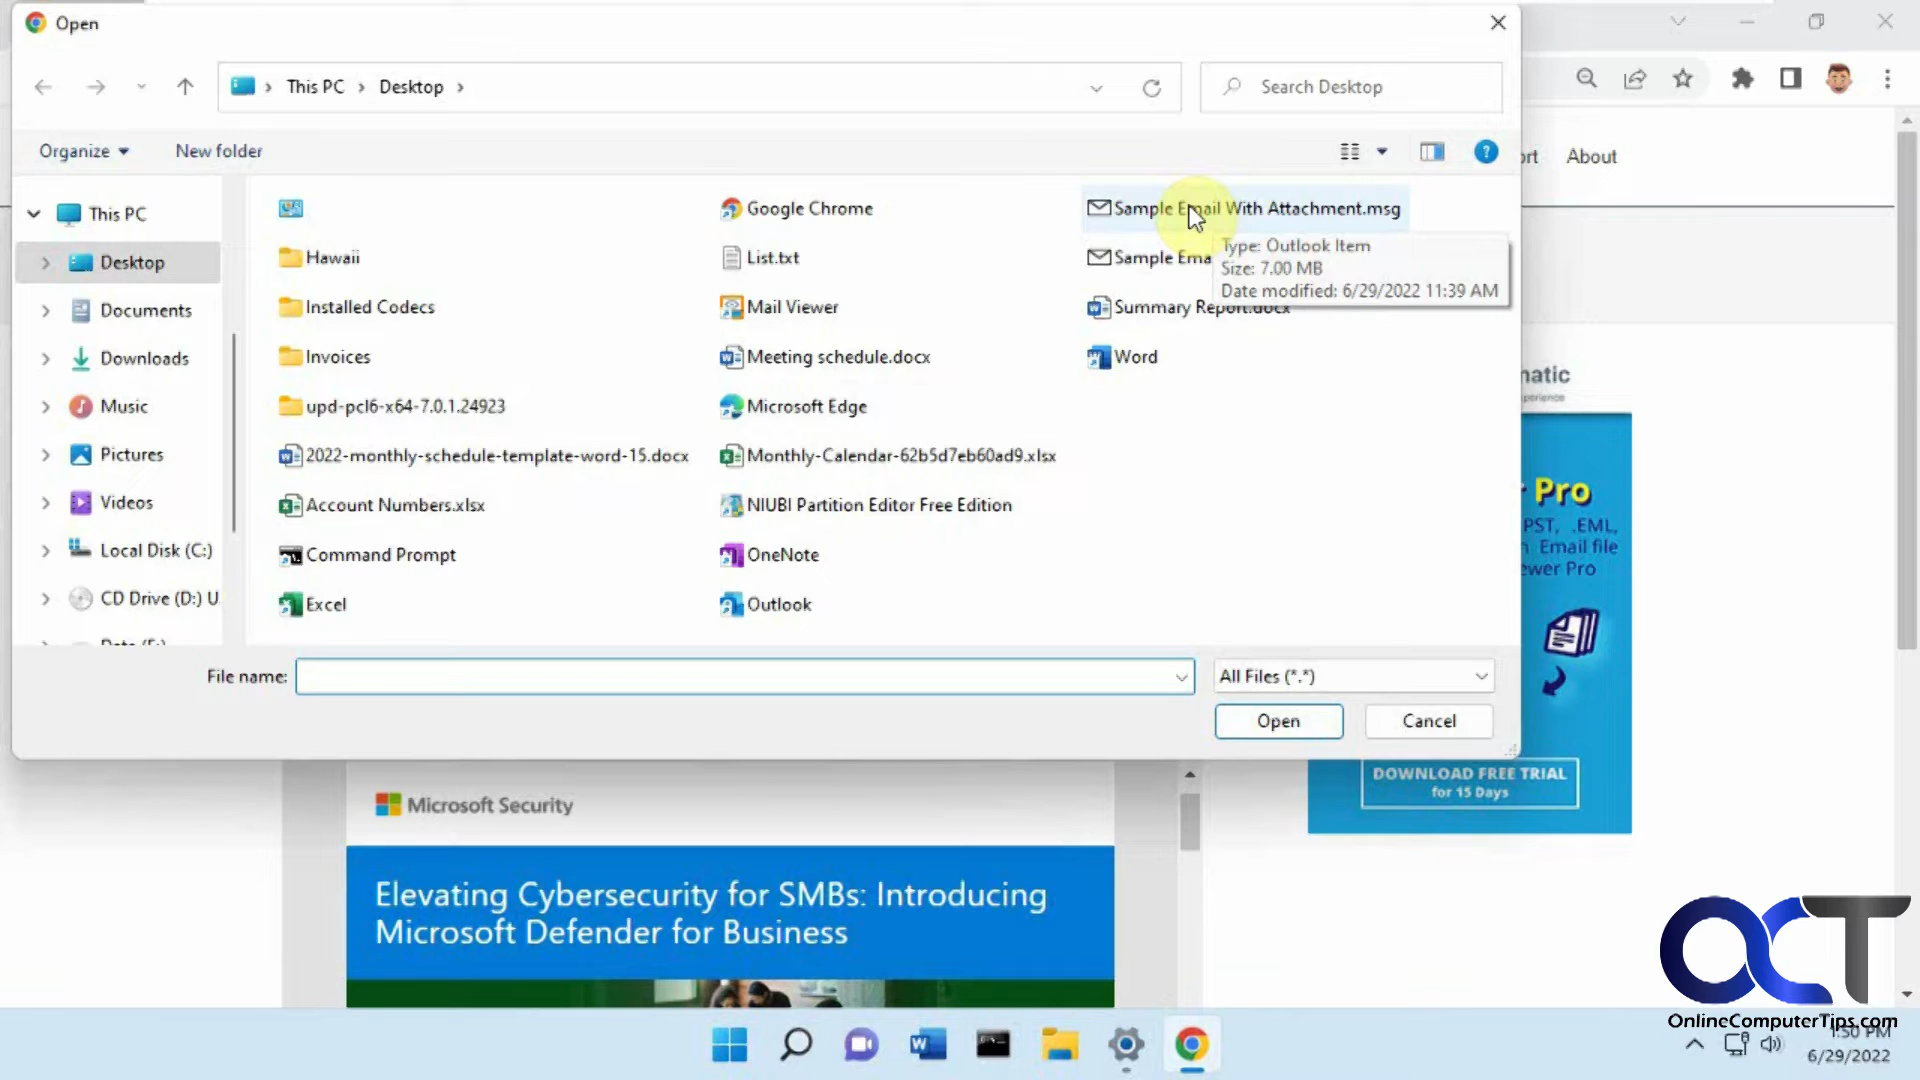 Open
This PC
Desktop
Search Desktop
Organize
New folder
About
This PC
Desktop
Documents
Downloads
Music
Pictures
Videos
Local Disk (C:)
CD Drive (D:) U
Hawaii
Installed Codecs
Invoices
upd-pcl6-x64-7.0.1.24923
2022-monthly-schedule-template-word-15.docx
Account Numbers.xlsx
Command Prompt
Excel
Google Chrome
List.txt
Mail Viewer
Meeting schedule.docx
Microsoft Edge
Monthly-Calendar-62b5d7eb60ad9.xlsx
NIUBI Partition Editor Free Edition
OneNote
Outlook
Sample Email With Attachment.msg
Sample Ema
Summary Report.docx
Word
Type: Outlook Item
Size: 7.00 MB
Date modified: 6/29/2022 11:39 AM
File name:
All Files (*.*)
Open
Cancel
ort
matic
Pro
PST, .EML,
Email file
ewer Pro
DOWNLOAD FREE TRIAL
for 15 Days
Microsoft Security
Elevating Cybersecurity for SMBs: Introducing
Microsoft Defender for Business
OCT
OnlineComputerTips.com
1:50 PM
6/29/2022